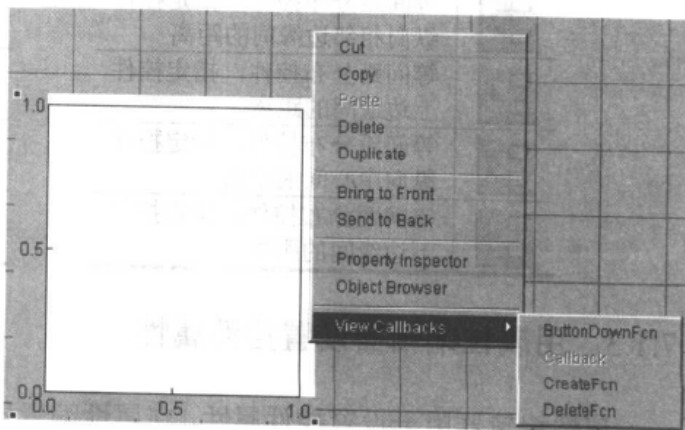 Cut
Copy
Paste
Delete
Duplicate
Bring to Front
Send to Back
Property Inspector
Object Browser
View Callbacks
ButtonDownFcn
Callback
CreateFcn
DeleteFcn
1.0
0.5
0.0
0.0
0.5
1.0